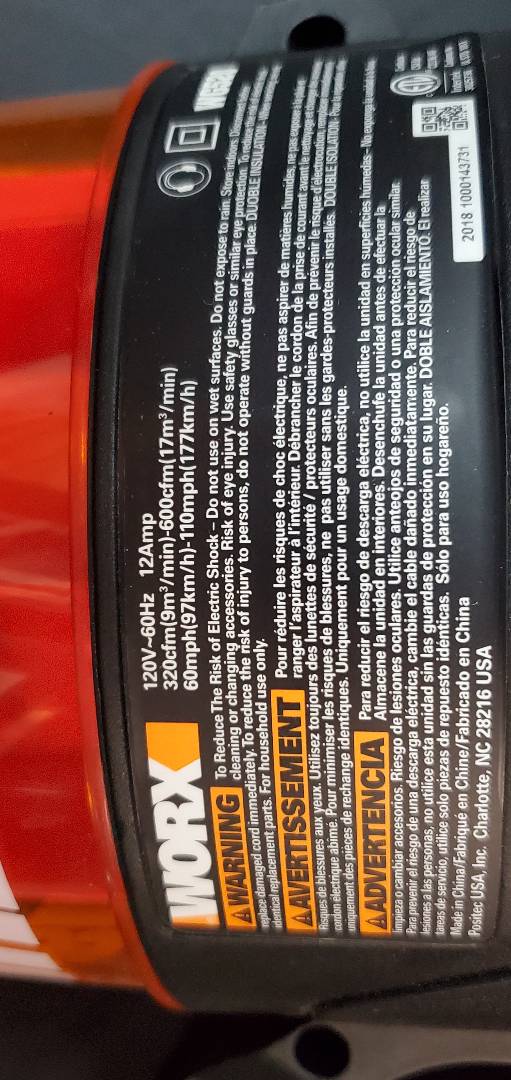 WORX
120V~60Hz 12Amp
320cfm(9m³/min)-600cfm(17m³/min)
60mph(97km/h)-110mph(177km/h)
WG520
WARNING To Reduce The Risk of Electric Shock – Do not use on wet surfaces. Do not expose to rain. Store indoors.
cleaning or changing accessories. Risk of eye injury. Use safety glasses or similar eye protection. To reduce the risk of
replace damaged cord immediately. To reduce the risk of injury to persons, do not operate without guards in place. DUOBLE INSULATION -
identical replacement parts. For household use only.
AVERTISSEMENT Pour réduire les risques de choc électrique, ne pas aspirer de matières humides, ne pas exposer
ranger l'aspirateur à l'intérieur. Débrancher le cordon de la prise de courant avant le nettoyage et
Risques de blessures aux yeux. Utilisez toujours des lunettes de sécurité / protecteurs oculaires. Afin de prévenir le risque d'électrocution,
cordon électrique abimé. Pour minimiser les risques de blessures, ne pas utiliser sans les gardes-protecteurs installés. DOUBLE ISOLATION -
uniquement des pièces de rechange identiques. Uniquement pour un usage domestique.
ADVERTENCIA Para reducir el riesgo de descarga eléctrica, no utilice la unidad en superficies húmedas - No exponga
Almacene la unidad en interiores. Desenchufe la unidad antes de efectuar la
limpieza o cambiar accesorios. Riesgo de lesiones oculares. Utilice anteojos de seguridad o una protección ocular similar.
Para prevenir el riesgo de una descarga eléctrica, cambie el cable dañado inmediatamente. Para reducir el riesgo de
lesiones a las personas, no utilice esta unidad sin las guardas de protección en su lugar. DOBLE AISLAMIENTO. El realizar
tareas de servicio, utilice solo piezas de repuesto idénticas. Sólo para uso hogareño.
Made in China/Fabriqué en Chine/Fabricado en China
Positec USA, Inc. Charlotte, NC 28216 USA
2018 1000143731
Intertek